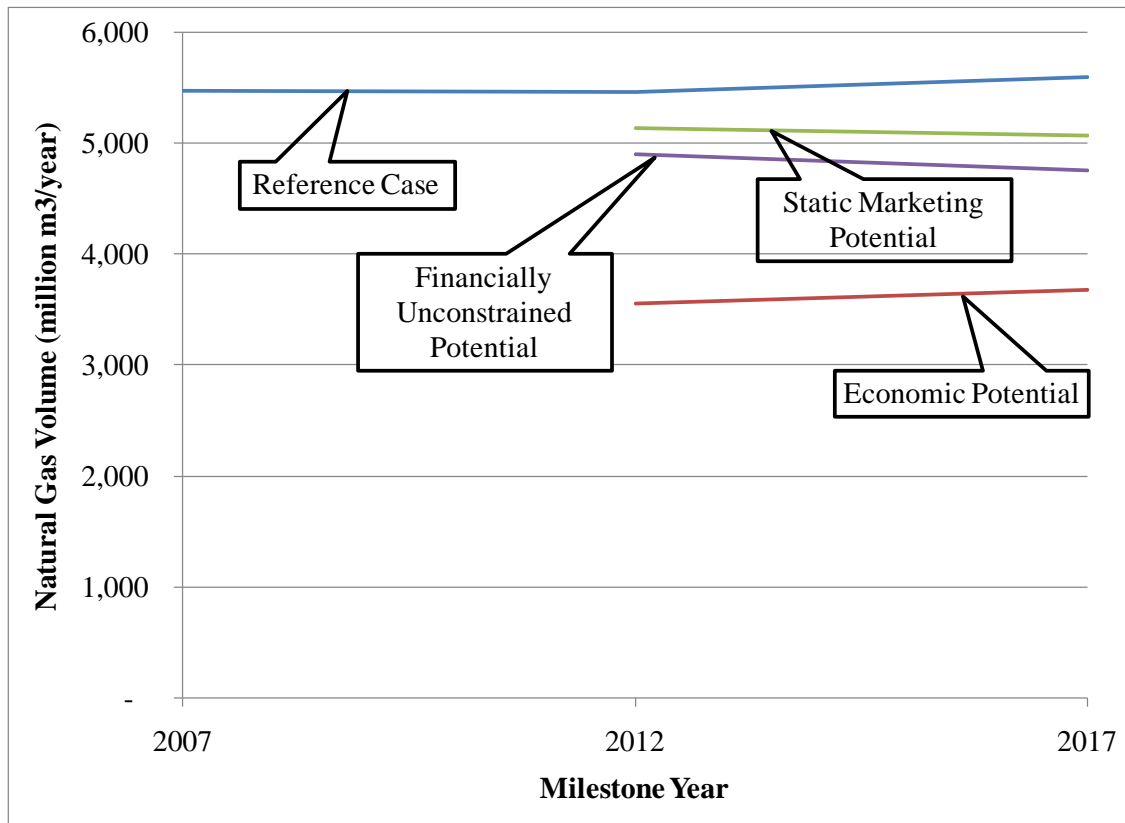 6,000
5,000
4,000
3,000
2,000
1,000
-
Natural Gas Volume (million m3/year)
Reference Case
Static Marketing
Potential
Financially
Unconstrained
Potential
Economic Potential
2007
2012
2017
Milestone Year